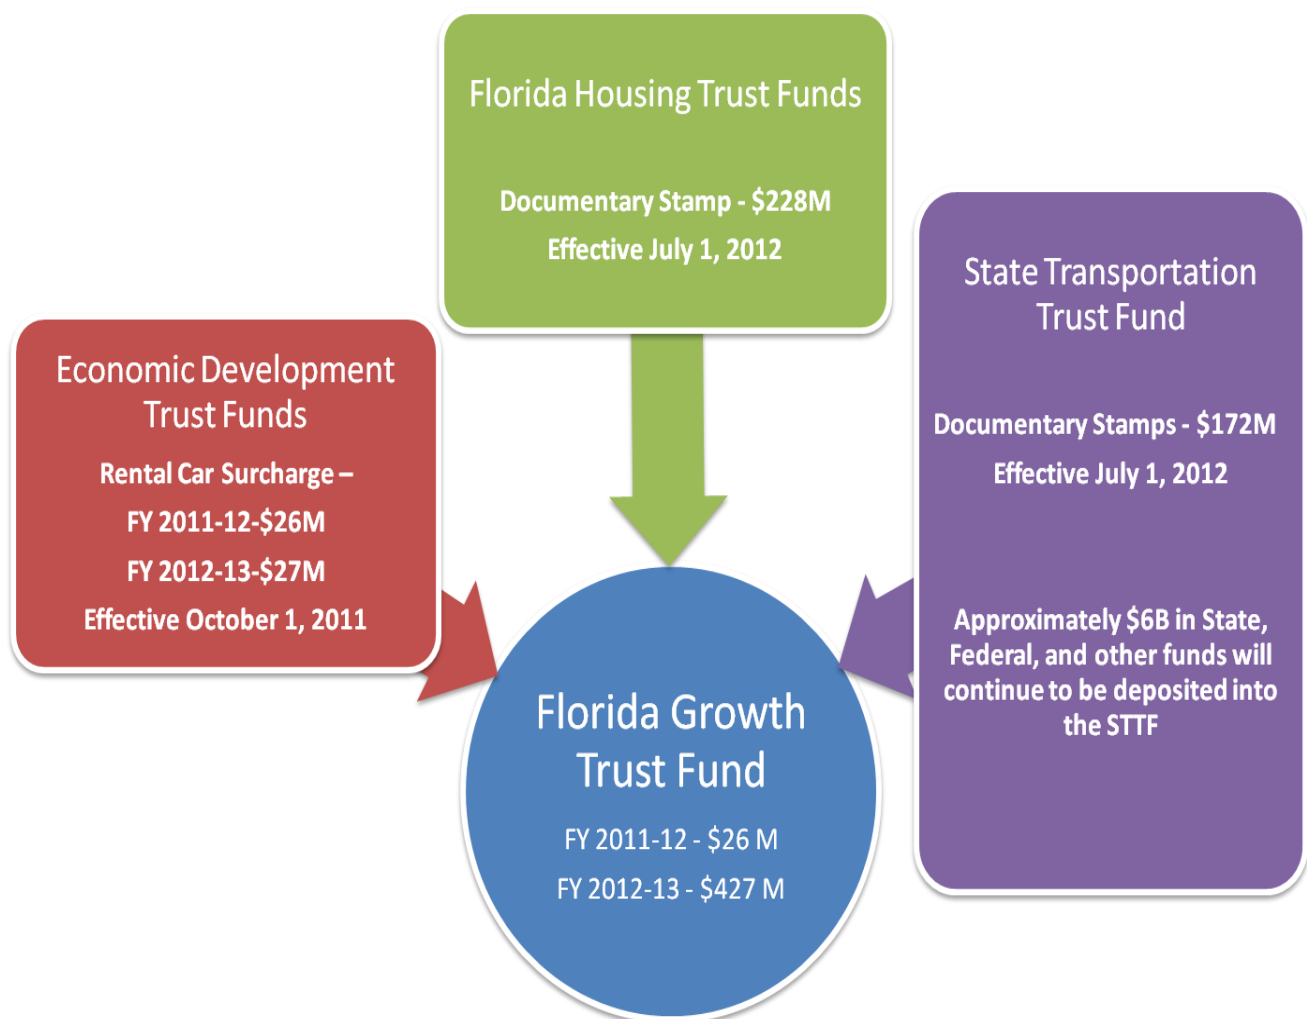 Florida Housing Trust Funds
Documentary Stamp - $228M
Effective July 1, 2012
Economic Development
Trust Funds
Rental Car Surcharge –
FY 2011-12-$26M
FY 2012-13-$27M
Effective October 1, 2011
State Transportation
Trust Fund
Documentary Stamps - $172M
Effective July 1, 2012
Approximately $6B in State,
Federal, and other funds will
continue to be deposited into
the STTF
Florida Growth
Trust Fund
FY 2011-12 - $26 M
FY 2012-13 - $427 M